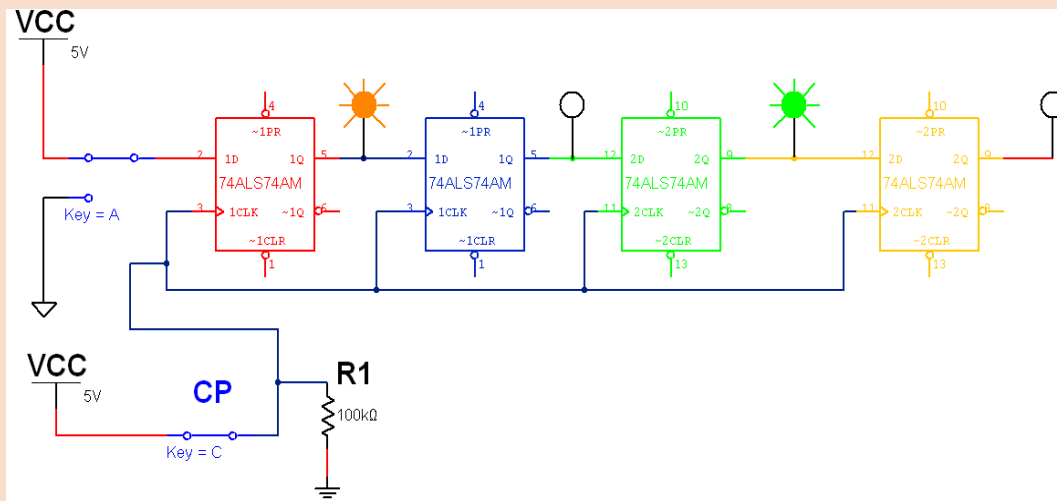 VCC
5V
4
4
10
10
~1PR
~1PR
~2PR
~2PR
2
1D
1Q
5
2
1D
1Q
5
12
2D
2Q
9
12
2D
2Q
9
74ALS74AM
74ALS74AM
74ALS74AM
74ALS74AM
Key = A
3
1CLK
~1Q
6
3
1CLK
~1Q
6
11
2CLK
~2Q
8
11
2CLK
~2Q
8
~1CLR
~1CLR
~2CLR
~2CLR
1
1
13
13
VCC
5V
CP
R1
100kΩ
Key = C